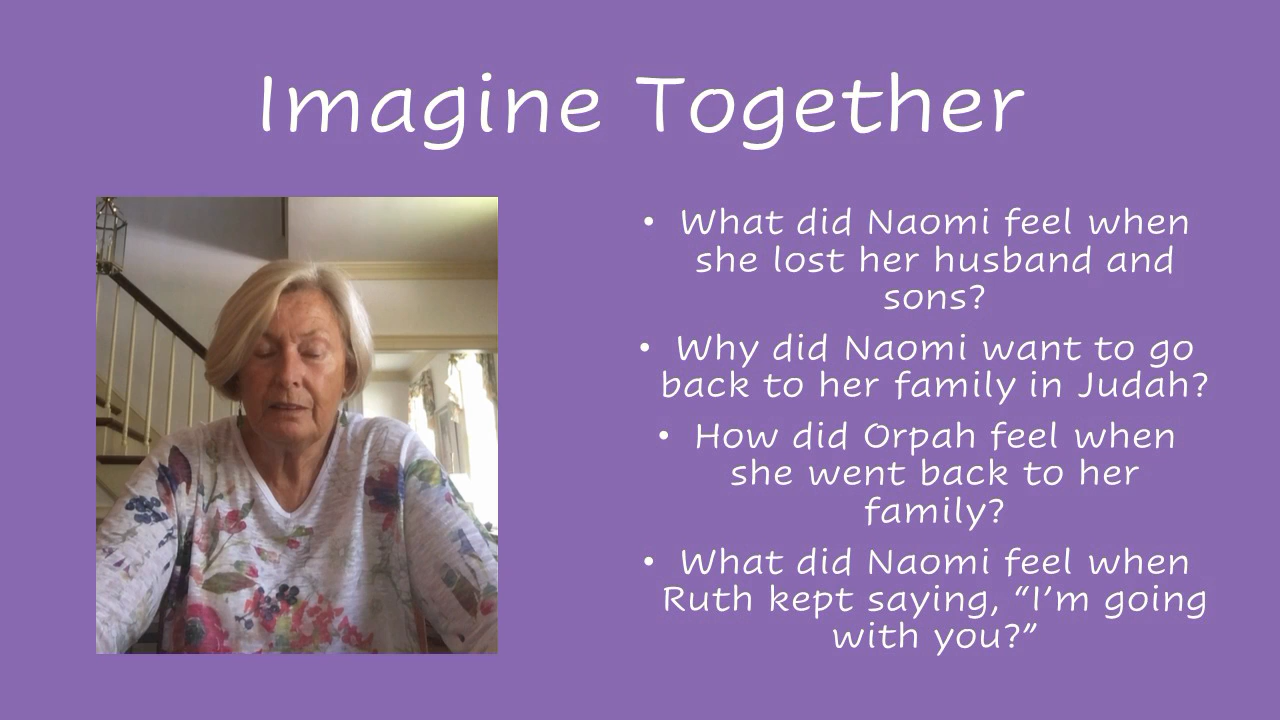 Imagine Together
• What did Naomi feel when
she lost her husband and
sons?
• Why did Naomi want to go
back to her family in Judah?
• How did Orpah feel when
she went back to her
family?
• What did Naomi feel when
Ruth kept saying, “I’m going
with you?”